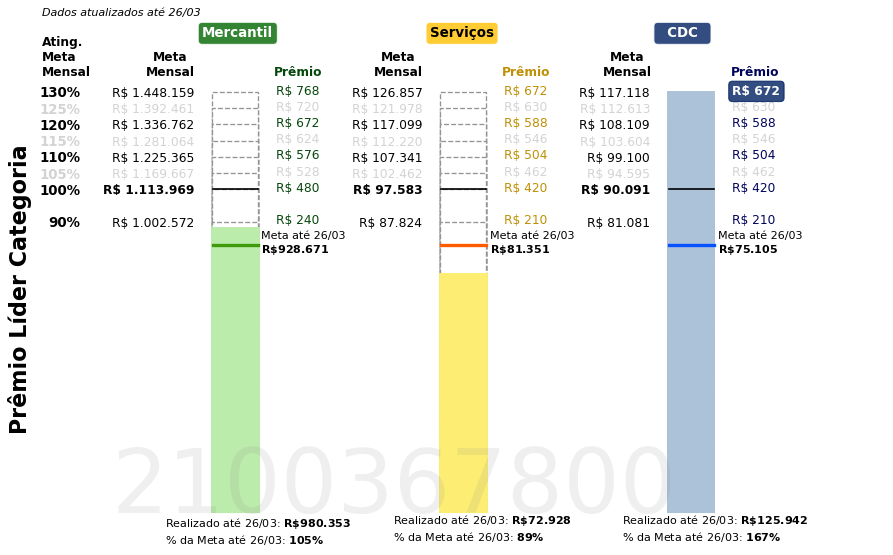 Dados atualizados até 26/03
Mercantil Serviços CDC
Ating.
Meta Meta Meta Meta
Mensal Mensal Prêmio Mensal Prêmio Mensal Prêmio
130% R$ 1.448.159 R$ 768 R$ 126.857 R$ 672 R$ 117.118 R$ 672
125% R$ 1.392.461 R$ 720 R$ 121.978 R$ 630 R$ 112.613 R$ 630
120% R$ 1.336.762 R$ 672 R$ 117.099 R$ 588 R$ 108.109 R$ 588
115% R$ 1.281.064 R$ 624 R$ 112.220 R$ 546 R$ 103.604 R$ 546
110% R$ 1.225.365 R$ 576 R$ 107.341 R$ 504 R$ 99.100 R$ 504
105% R$ 1.169.667 R$ 528 R$ 102.462 R$ 462 R$ 94.595 R$ 462
100% R$ 1.113.969 R$ 480 R$ 97.583 R$ 420 R$ 90.091 R$ 420
90% R$ 1.002.572 R$ 240 R$ 87.824 R$ 210 R$ 81.081 R$ 210
Meta até 26/03 Meta até 26/03 Meta até 26/03
R$928.671 R$81.351 R$75.105
Prêmio Líder Categoria
2100367800
Realizado até 26/03: R$980.353 Realizado até 26/03: R$72.928 Realizado até 26/03: R$125.942
% da Meta até 26/03: 105% % da Meta até 26/03: 89% % da Meta até 26/03: 167%